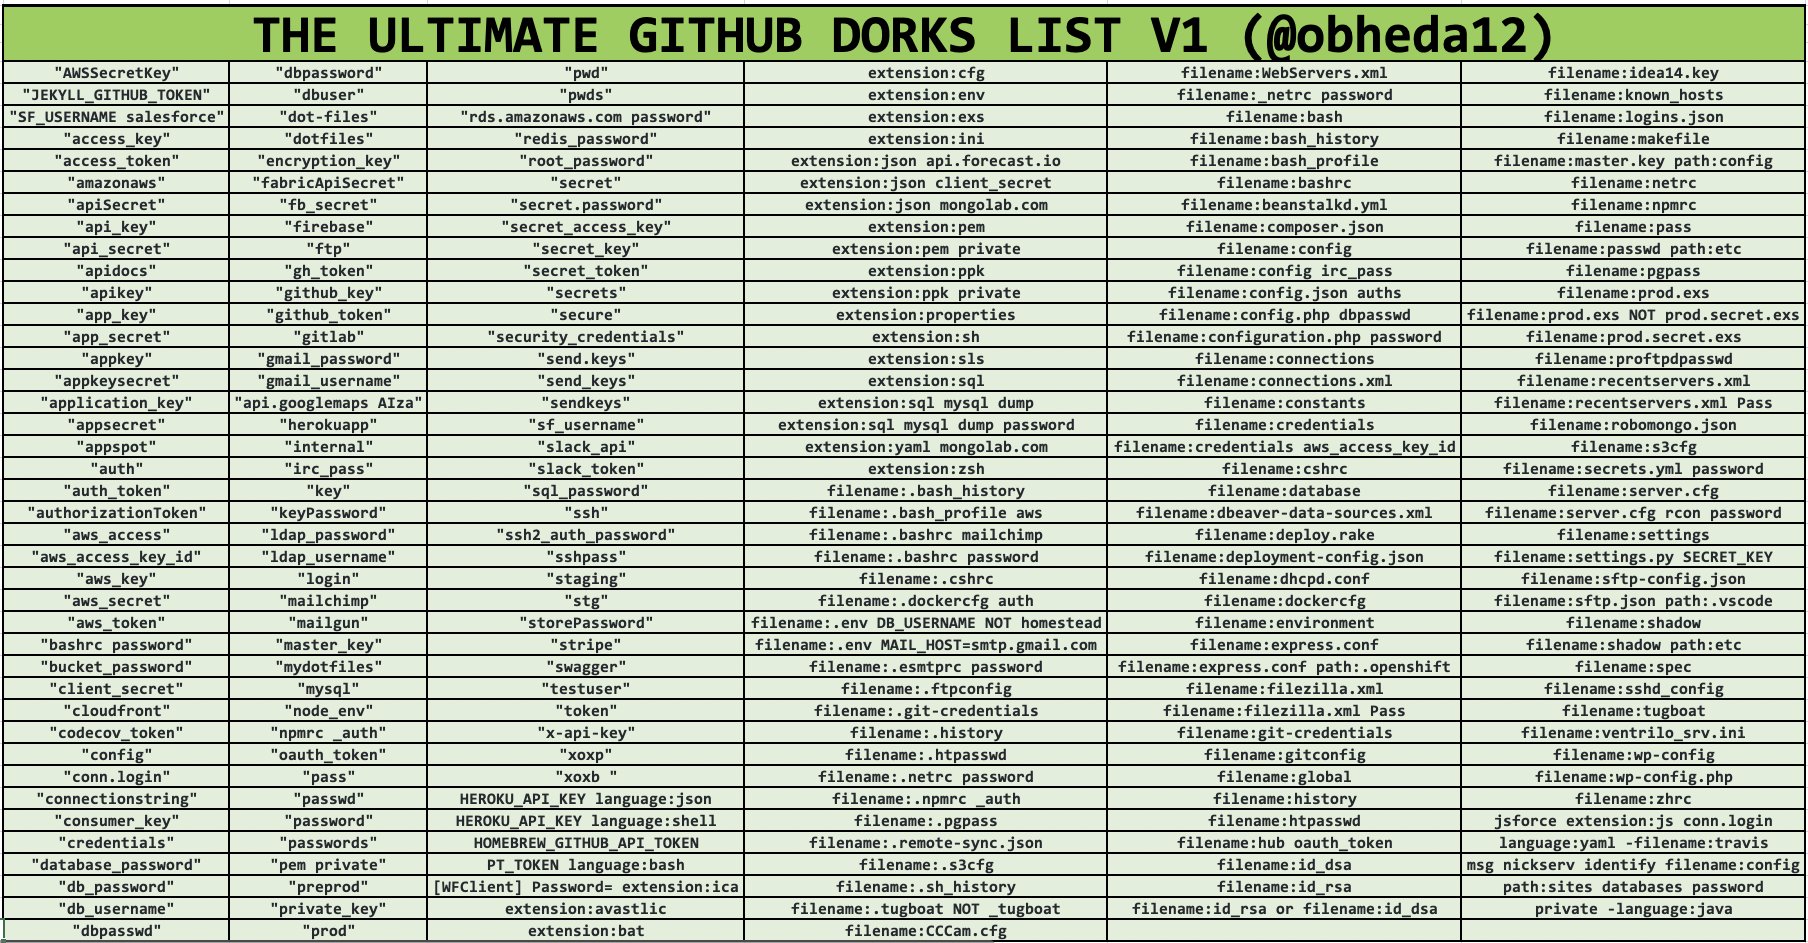 THE ULTIMATE GITHUB DORKS LIST V1 (@obheda12)
"AWSSecretKey" "dbpassword" "pwd" extension:cfg filename:WebServers.xml filename:idea14.key
"JEKYLL_GITHUB_TOKEN" "dbuser" "pwds" extension:env filename:_netrc password filename:known_hosts
"SF_USERNAME salesforce" "dot-files" "rds.amazonaws.com password" extension:exs filename:bash filename:logins.json
"access_key" "dotfiles" "redis_password" extension:ini filename:bash_history filename:makefile
"access_token" "encryption_key" "root_password" extension:json api.forecast.io filename:bash_profile filename:master.key path:config
"amazonaws" "fabricApiSecret" "secret" extension:json client_secret filename:bashrc filename:netrc
"apiSecret" "fb_secret" "secret.password" extension:json mongolab.com filename:beanstalkd.yml filename:npmrc
"api_key" "firebase" "secret_access_key" extension:pem filename:composer.json filename:pass
"api_secret" "ftp" "secret_key" extension:pem private filename:config filename:passwd path:etc
"apidocs" "gh_token" "secret_token" extension:ppk filename:config irc_pass filename:pgpass
"apikey" "github_key" "secrets" extension:ppk private filename:config.json auths filename:prod.exs
"app_key" "github_token" "secure" extension:properties filename:config.php dbpasswd filename:prod.exs NOT prod.secret.exs
"app_secret" "gitlab" "security_credentials" extension:sh filename:configuration.php password filename:prod.secret.exs
"appkey" "gmail_password" "send.keys" extension:sls filename:connections filename:proftpdpasswd
"appkeysecret" "gmail_username" "send_keys" extension:sql filename:connections.xml filename:recentservers.xml
"application_key" "api.googlemaps AIza" "sendkeys" extension:sql mysql dump filename:constants filename:recentservers.xml Pass
"appsecret" "herokuapp" "sf_username" extension:sql mysql dump password filename:credentials filename:robomongo.json
"appspot" "internal" "slack_api" extension:yaml mongolab.com filename:credentials aws_access_key_id filename:s3cfg
"auth" "irc_pass" "slack_token" extension:zsh filename:cshrc filename:secrets.yml password
"auth_token" "key" "sql_password" filename:.bash_history filename:database filename:server.cfg
"authorizationToken" "keyPassword" "ssh" filename:.bash_profile aws filename:dbeaver-data-sources.xml filename:server.cfg rcon password
"aws_access" "ldap_password" "ssh2_auth_password" filename:.bashrc mailchimp filename:deploy.rake filename:settings
"aws_access_key_id" "ldap_username" "sshpass" filename:.bashrc password filename:deployment-config.json filename:settings.py SECRET_KEY
"aws_key" "login" "staging" filename:.cshrc filename:dhcpd.conf filename:sftp-config.json
"aws_secret" "mailchimp" "stg" filename:.dockercfg auth filename:dockercfg filename:sftp.json path:.vscode
"aws_token" "mailgun" "storePassword" filename:.env DB_USERNAME NOT homestead filename:environment filename:shadow
"bashrc password" "master_key" "stripe" filename:.env MAIL_HOST=smtp.gmail.com filename:express.conf filename:shadow path:etc
"bucket_password" "mydotfiles" "swagger" filename:.esmtprc password filename:express.conf path:.openshift filename:spec
"client_secret" "mysql" "testuser" filename:.ftpconfig filename:filezilla.xml filename:sshd_config
"cloudfront" "node_env" "token" filename:.git-credentials filename:filezilla.xml Pass filename:tugboat
"codecov_token" "npmrc _auth" "x-api-key" filename:.history filename:git-credentials filename:ventrilo_srv.ini
"config" "oauth_token" "xoxp" filename:.htpasswd filename:gitconfig filename:wp-config
"conn.login" "pass" "xoxb " filename:.netrc password filename:global filename:wp-config.php
"connectionstring" "passwd" HEROKU_API_KEY language:json filename:.npmrc _auth filename:history filename:zhrc
"consumer_key" "password" HEROKU_API_KEY language:shell filename:.pgpass filename:htpasswd jsforce extension:js conn.login
"credentials" "passwords" HOMEBREW_GITHUB_API_TOKEN filename:.remote-sync.json filename:hub oauth_token language:yaml -filename:travis
"database_password" "pem private" PT_TOKEN language:bash filename:.s3cfg filename:id_dsa msg nickserv identify filename:config
"db_password" "preprod" [WFClient] Password= extension:ica filename:.sh_history filename:id_rsa path:sites databases password
"db_username" "private_key" extension:avastlic filename:.tugboat NOT _tugboat filename:id_rsa or filename:id_dsa private -language:java
"dbpasswd" "prod" extension:bat filename:CCCam.cfg